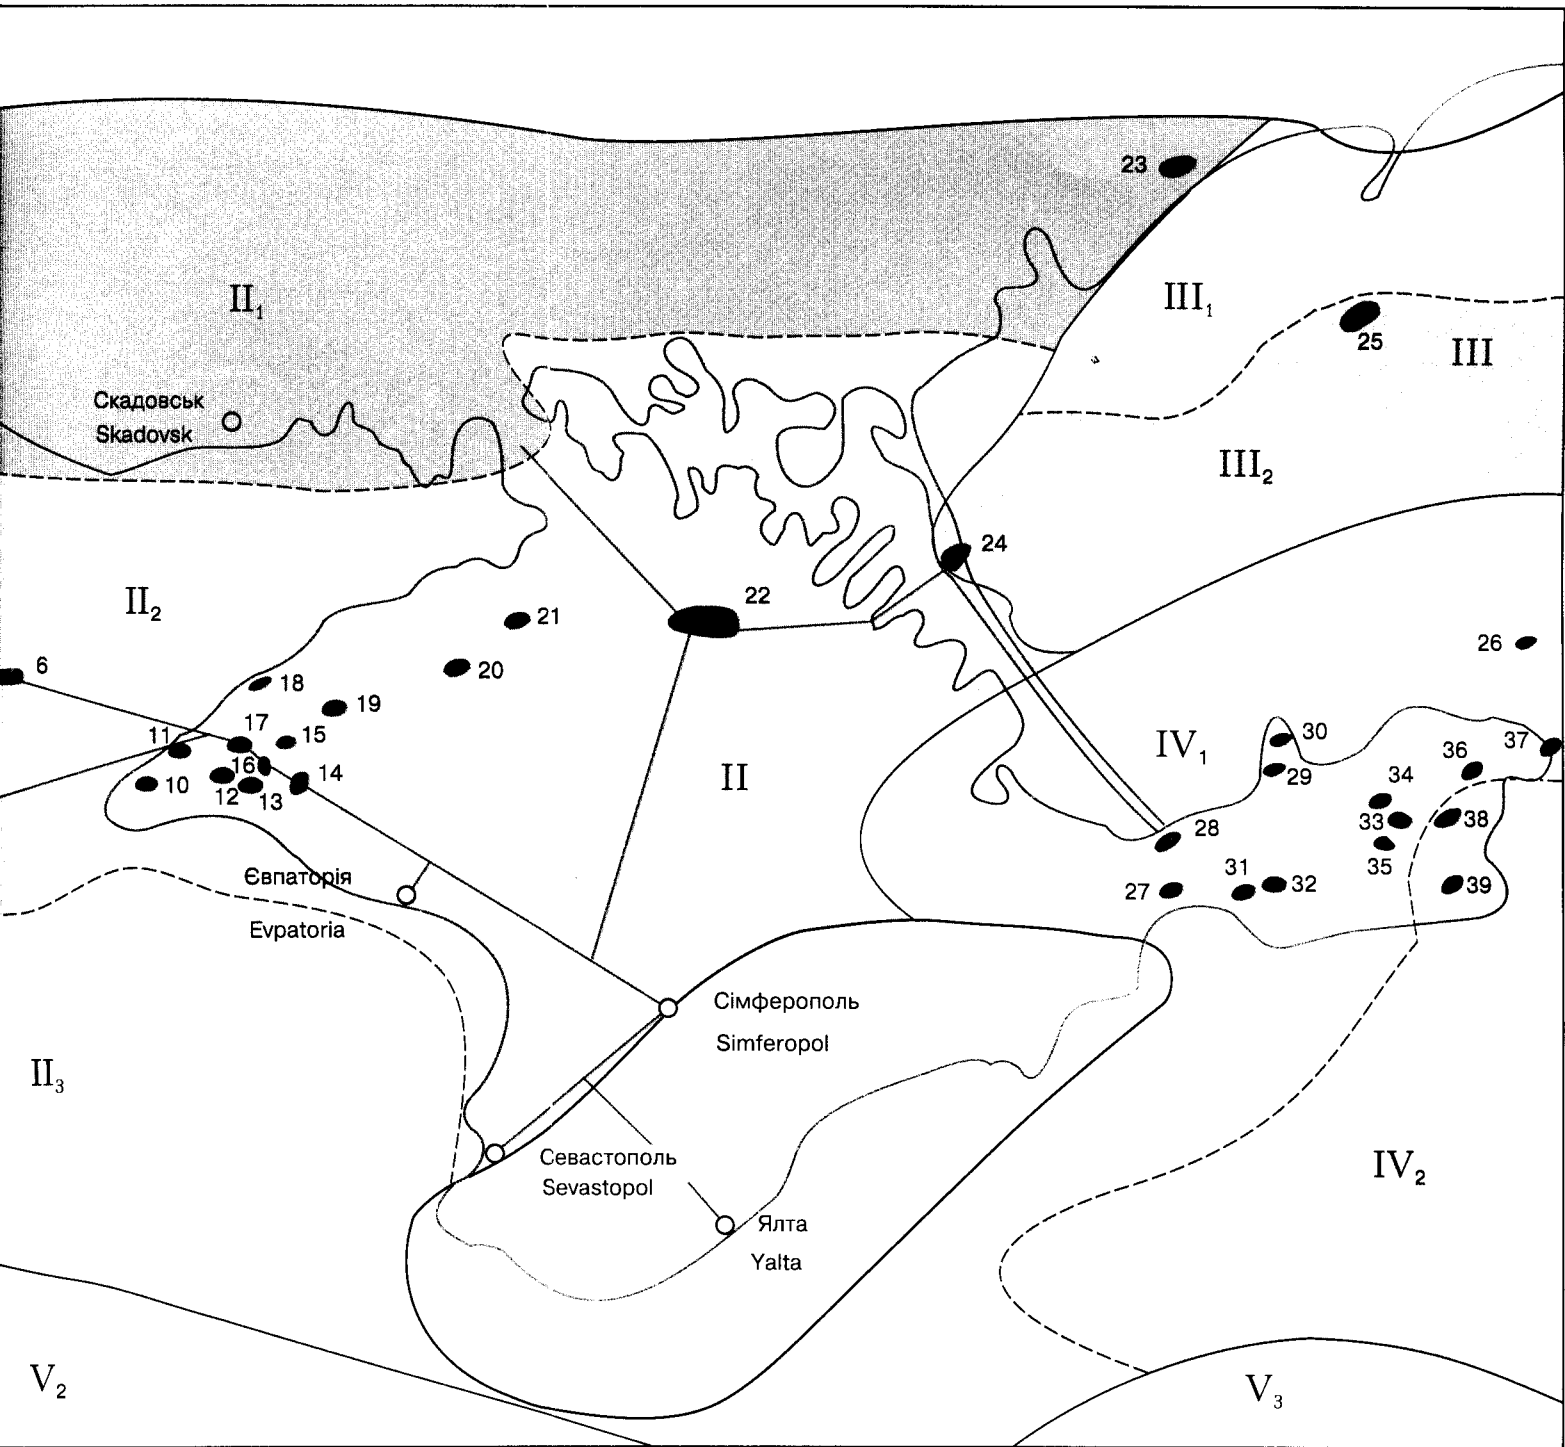 23
II₁
III₁
25
III
Скадовськ
Skadovsk
III₂
24
II₂
22
21
6
18
20
26
19
17
15
11
16
14
10
12
13
II
IV₁
30
37
36
29
34
28
33
38
35
31
32
27
39
Євпаторія
Evpatoria
Сімферополь
Simferopol
II₃
Севастополь
Sevastopol
IV₂
Ялта
Yalta
V₂
V₃